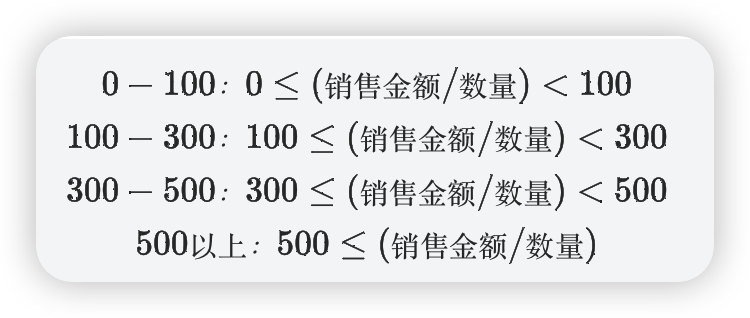 0 − 100: 0 ≤ (销售金额/数量) < 100
100 − 300: 100 ≤ (销售金额/数量) < 300
300 − 500: 300 ≤ (销售金额/数量) < 500
500以上: 500 ≤ (销售金额/数量)